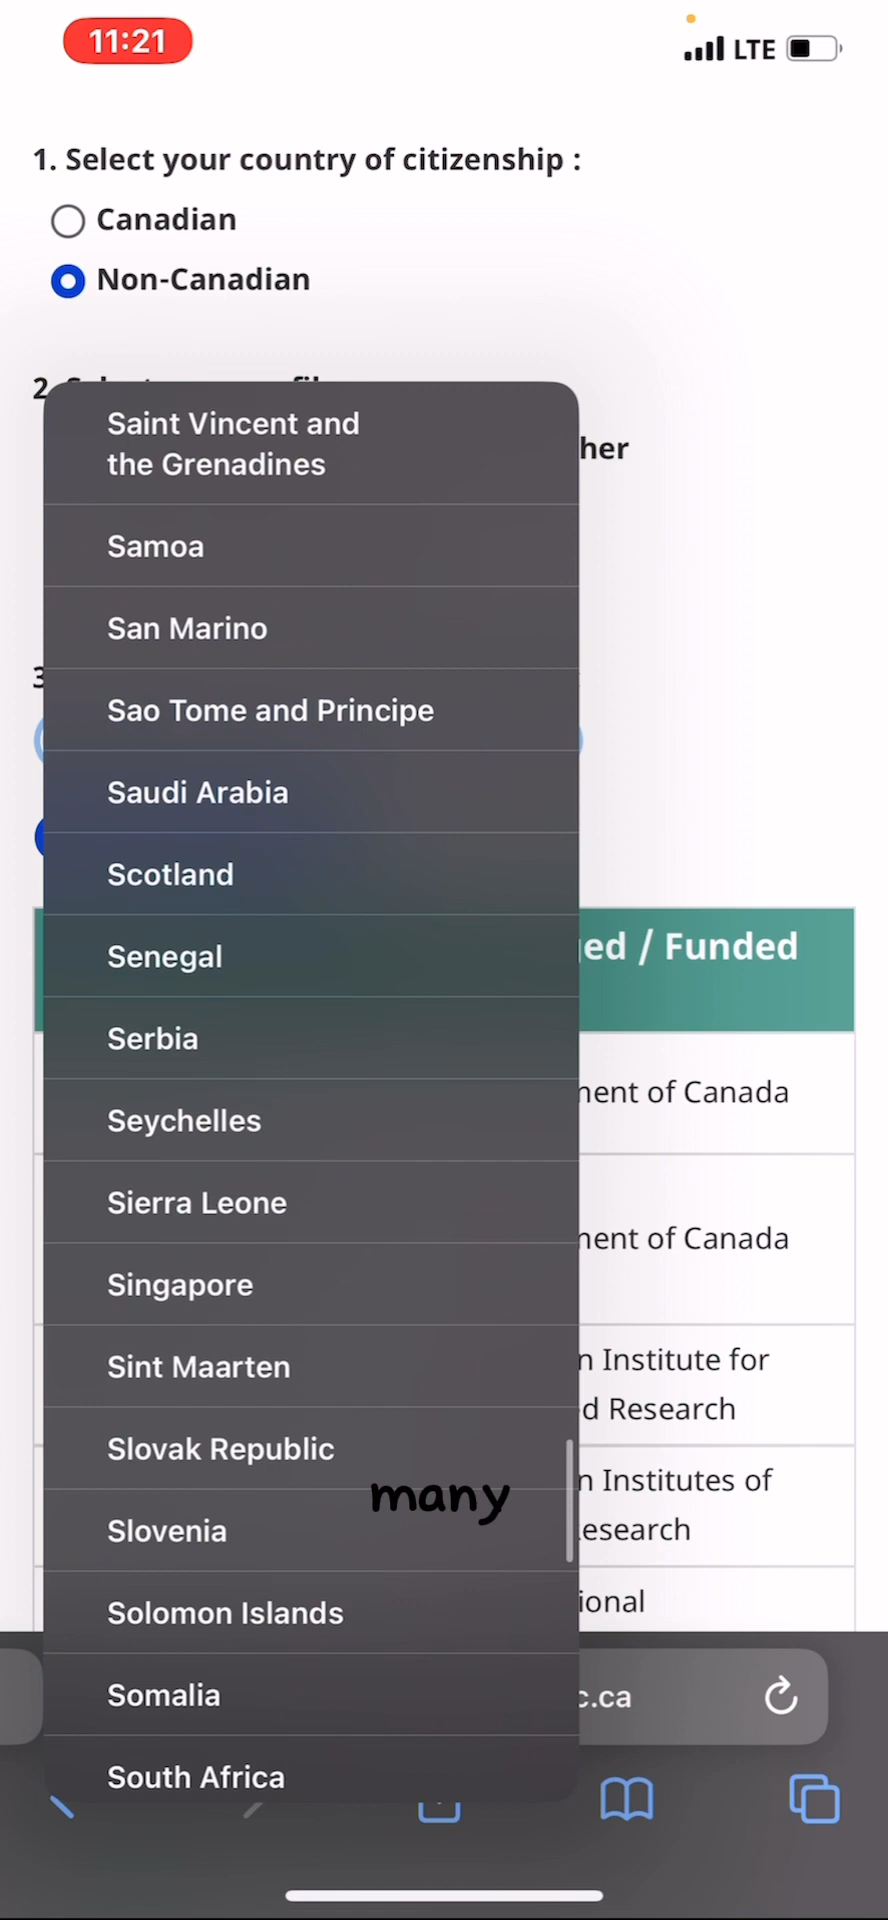 11:21
LTE
1. Select your country of citizenship :
Canadian
Non-Canadian
2
her
Saint Vincent and
the Grenadines
Samoa
San Marino
Sao Tome and Principe
Saudi Arabia
Scotland
ed / Funded
Senegal
Serbia
ment of Canada
Seychelles
Sierra Leone
ment of Canada
Singapore
Sint Maarten
n Institute for
d Research
Slovak Republic
many
n Institutes of
Slovenia
esearch
Solomon Islands
ional
Somalia
c.ca
South Africa